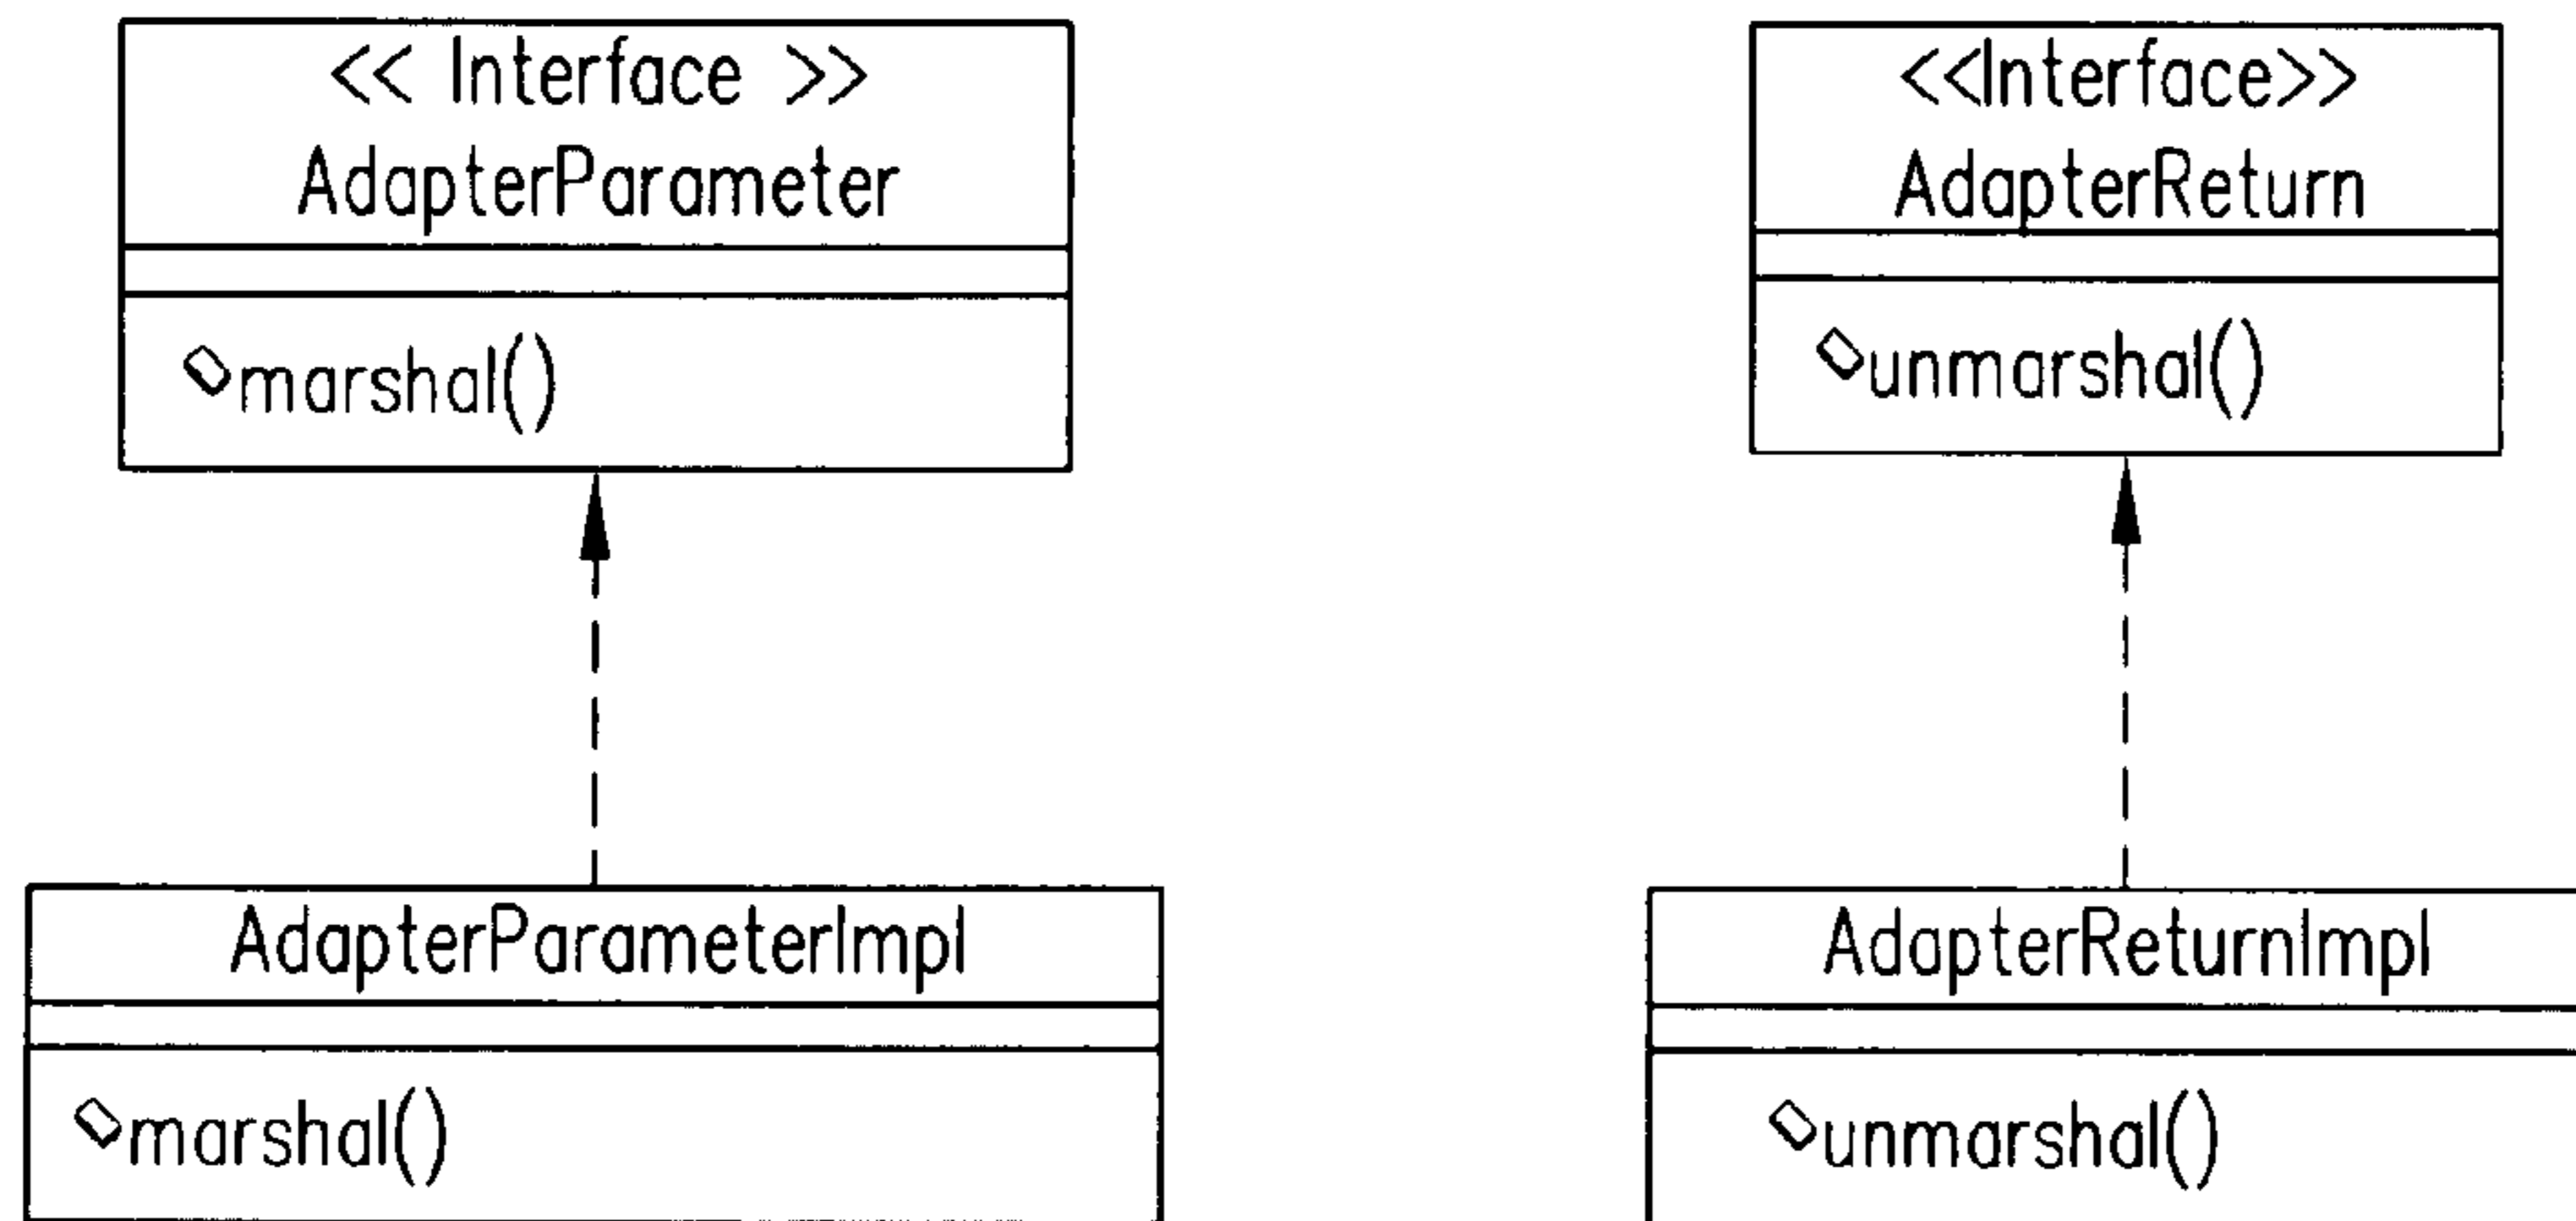 << Interface >>
AdapterParameter
marshal()
<<Interface>>
AdapterReturn
unmarshal()
AdapterParameterImpl
marshal()
AdapterReturnImpl
unmarshal()